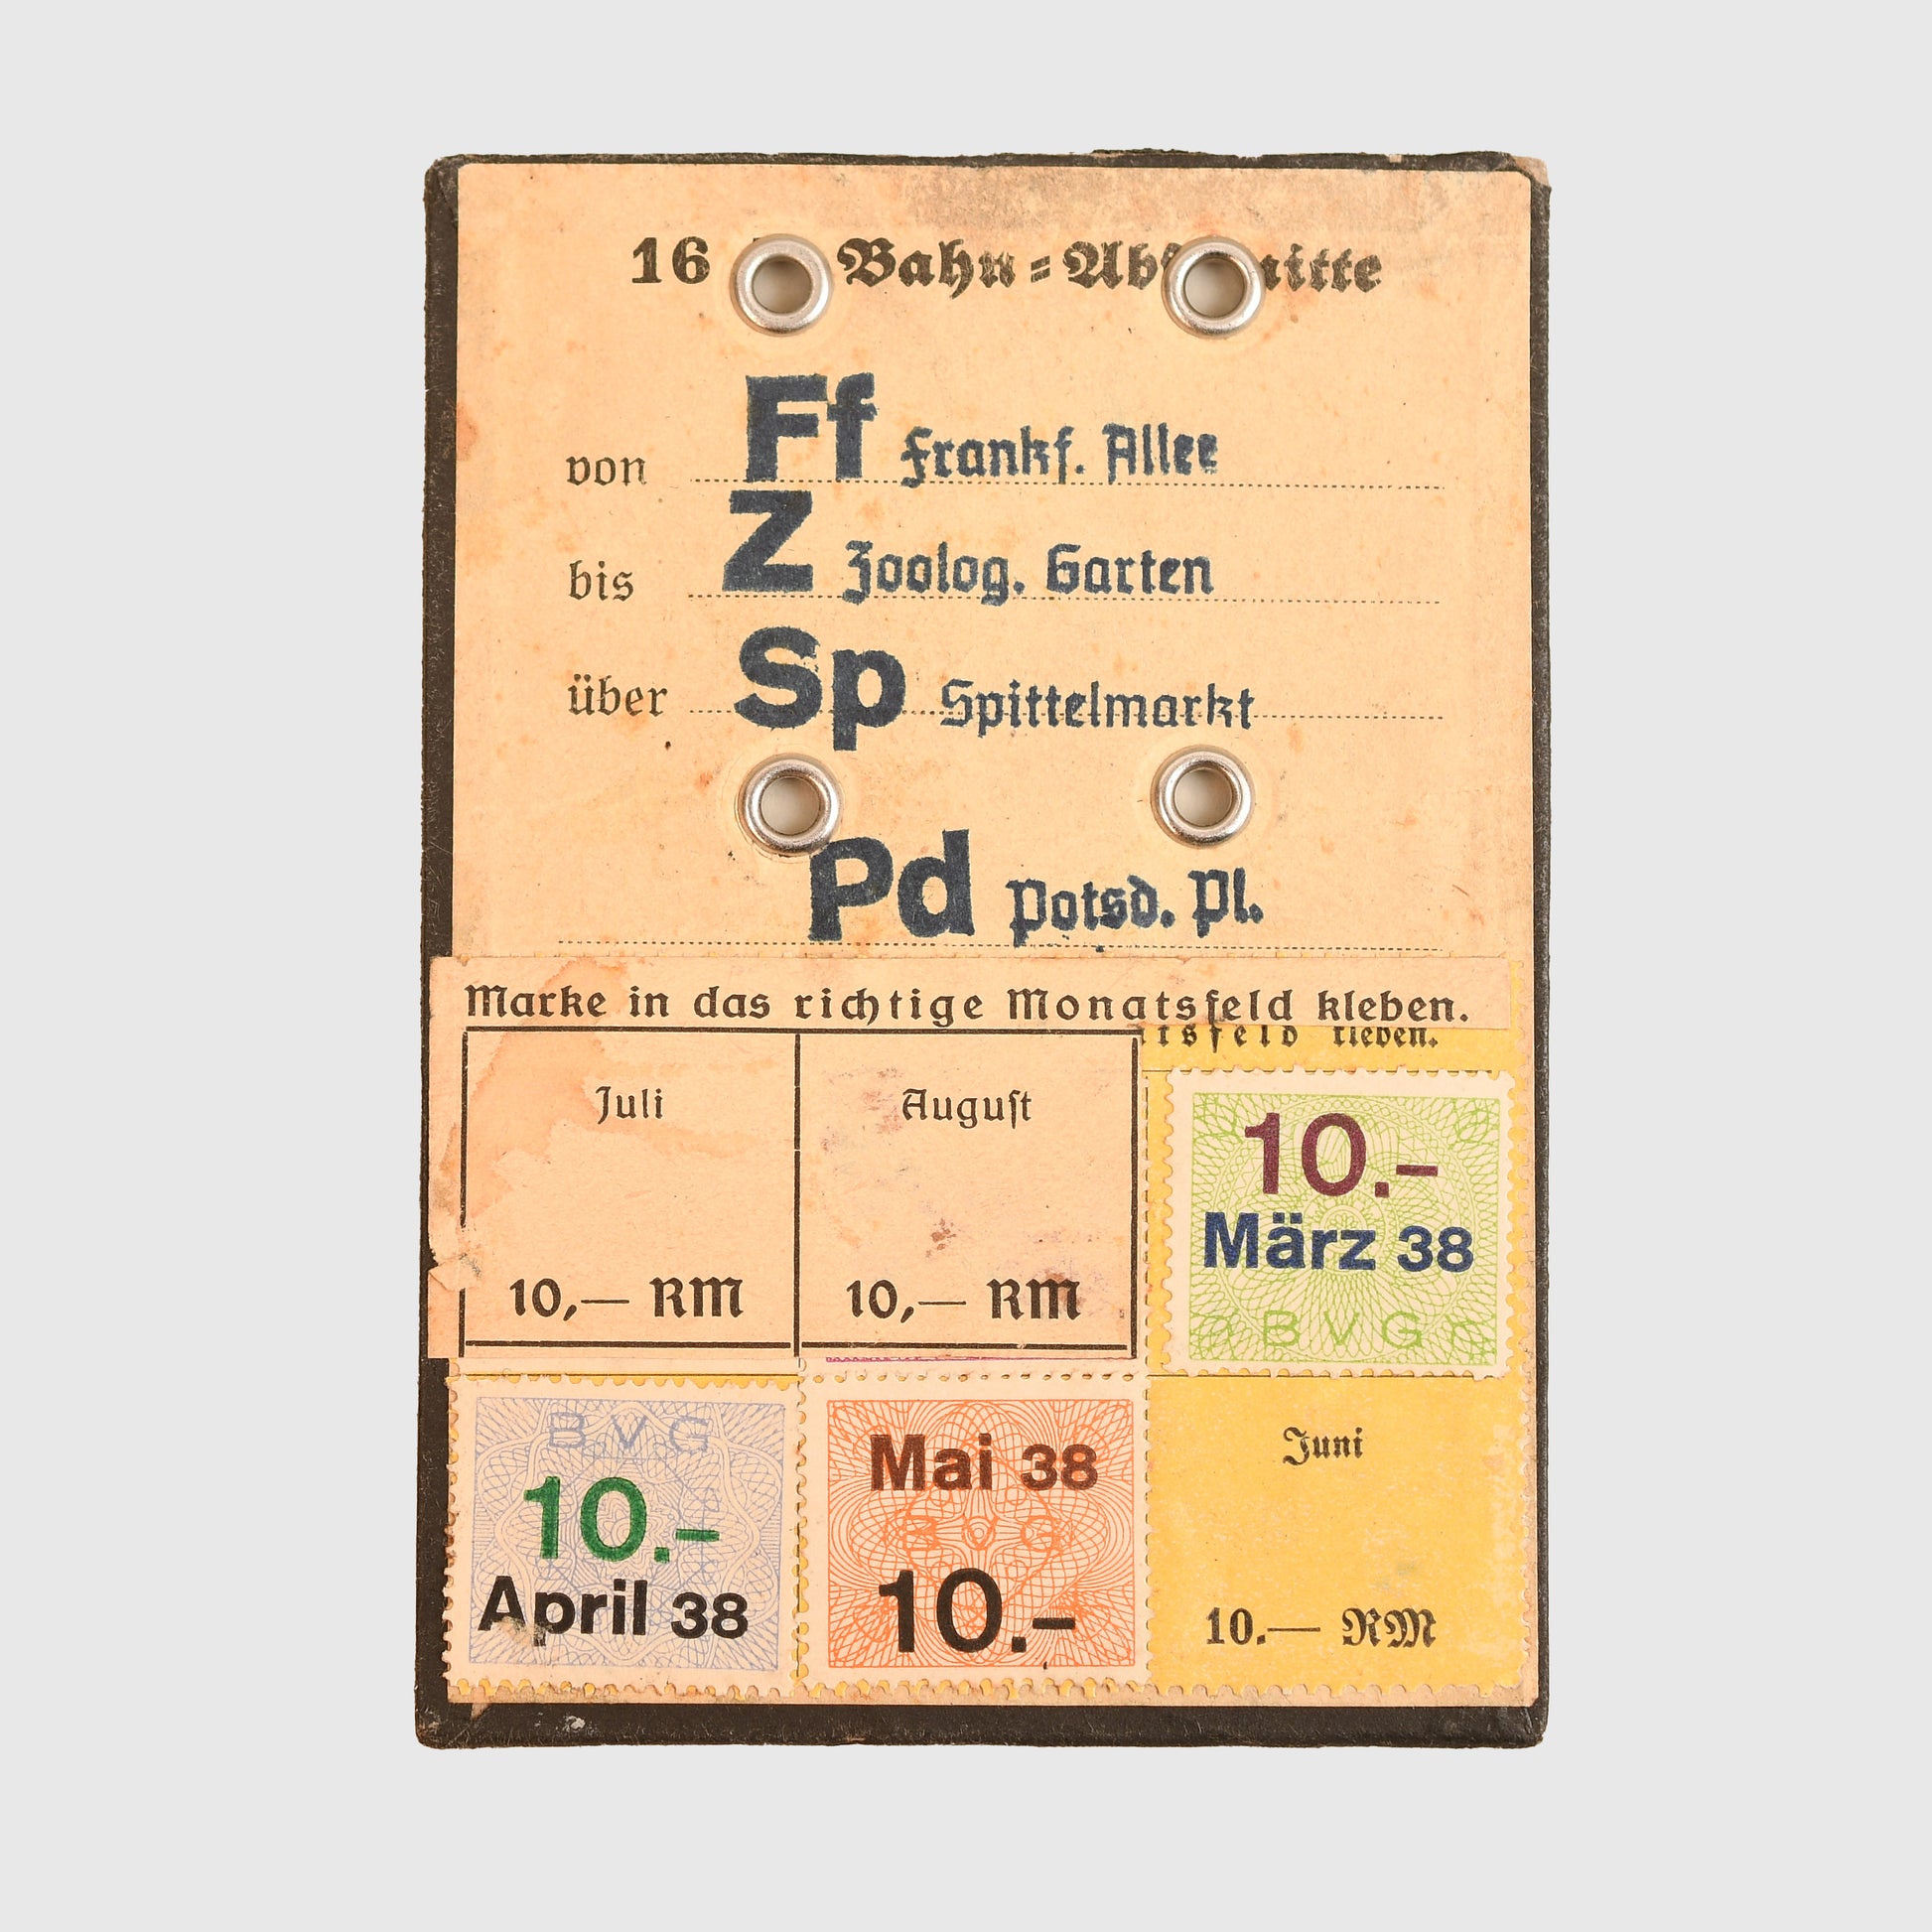 16 Bahn=Abschnitte
von Ff Frankf. Allee
bis Z Zoolog. Garten
über Sp Spittelmarkt
Pd Potsd. Pl.
Marke in das richtige Monatsfeld kleben.
tsfeld kleben.
Juli
10,— RM
August
10,— RM
10.–
März 38
BVG
BVG
10.–
April 38
Mai 38
BVG
10.–
Juni
10.— RM